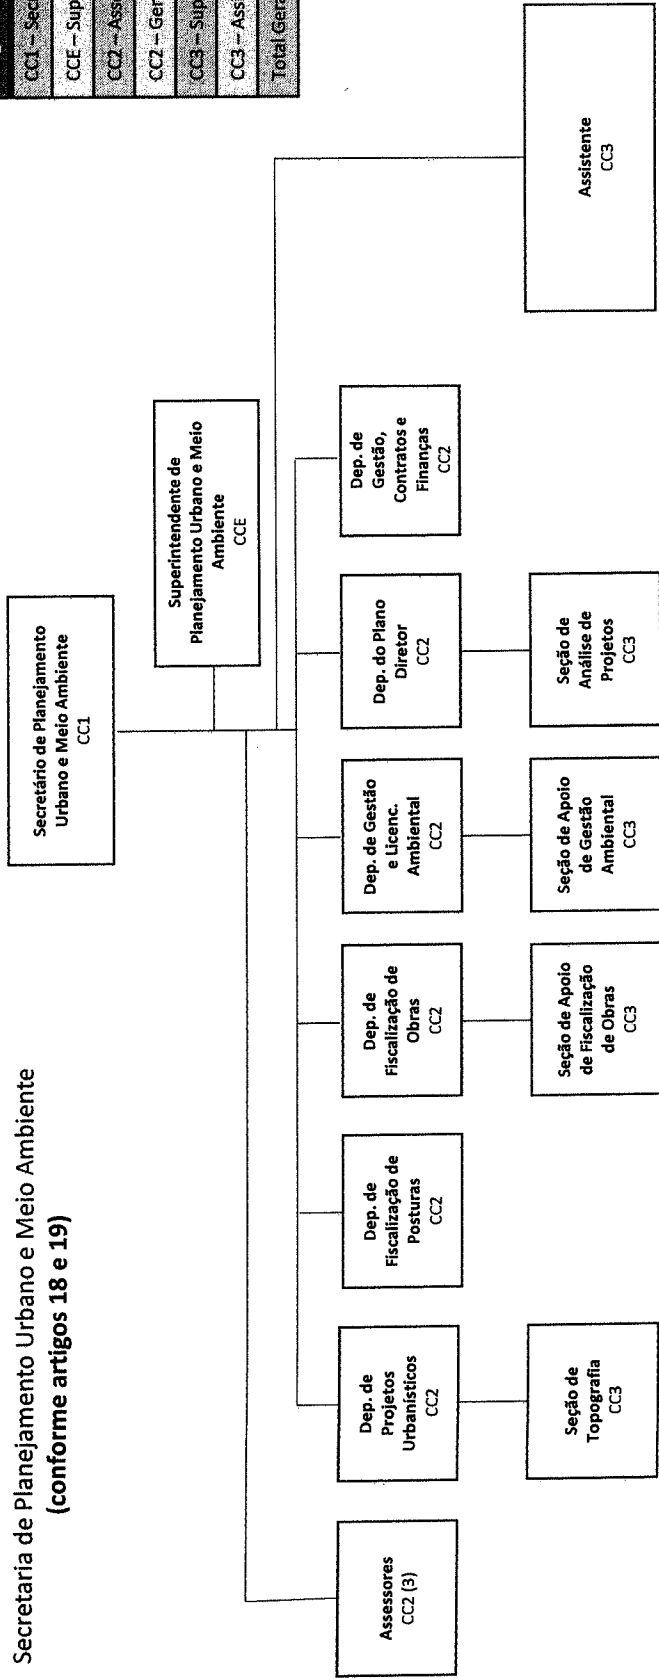 Secretaria de Planejamento Urbano e Meio Ambiente
(conforme artigos 18 e 19)
Secretário de Planejamento
Urbano e Meio Ambiente
CC1
Superintendente de
Planejamento Urbano e Meio
Ambiente
CCE
Assessores
CC2 (3)
Dep. de
Projetos
Urbanísticos
CC2
Dep. de
Fiscalização de
Posturas
CC2
Dep. de
Fiscalização de
Obras
CC2
Dep. de Gestão
e Licenc.
Ambiental
CC2
Dep. do Plano
Diretor
CC2
Dep. de
Gestão,
Contratos e
Finanças
CC2
Seção de
Topografia
CC3
Seção de Apoio
de Fiscalização
de Obras
CC3
Seção de Apoio
de Gestão
Ambiental
CC3
Seção de
Análise de
Projetos
CC3
Assistente
CC3
CC1 – Sec
CCE – Sup
CC2 – Ass
CC2 – Ger
CC3 – Sup
CC3 – Ass
Total Gera